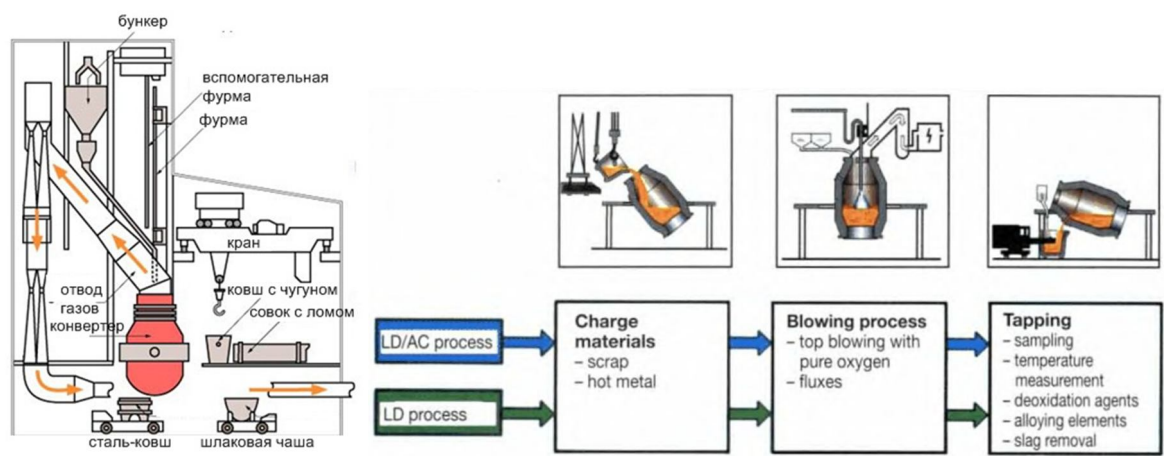 бункер
вспомогательная
фурма
фурма
кран
отвод
газов
конвертер
ковш с чугуном
совок с ломом
сталь-ковш
шлаковая чаша
LD/AC process
LD process
Charge
materials
– scrap
– hot metal
Blowing process
– top blowing with
pure oxygen
– fluxes
Tapping
– sampling
– temperature
measurement
– deoxidation agents
– alloying elements
– slag removal